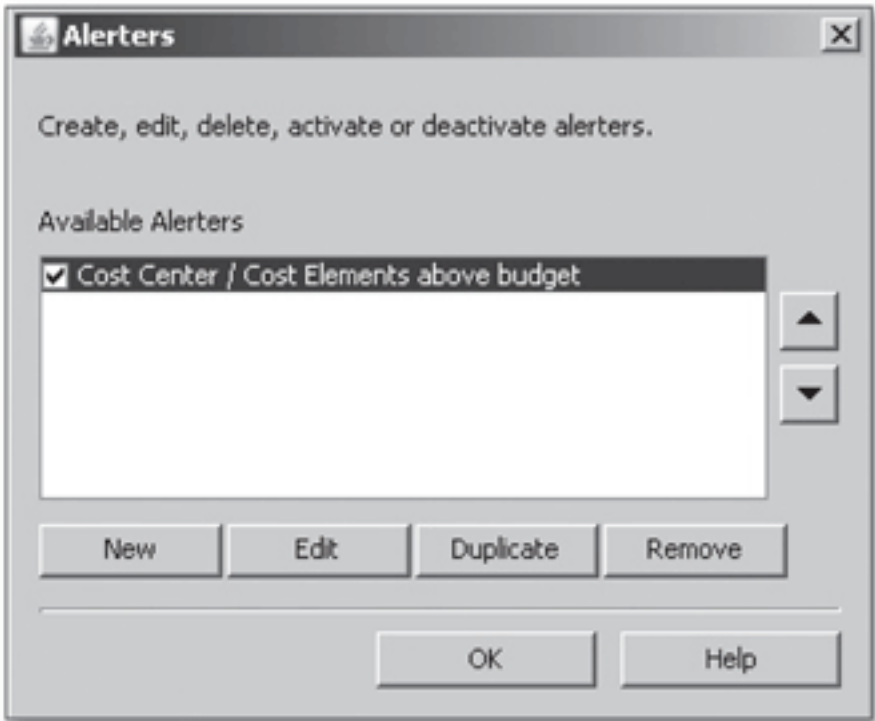 Alerters
Create, edit, delete, activate or deactivate alerters.
Available Alerters
Cost Center / Cost Elements above budget
New Edit Duplicate Remove
OK Help